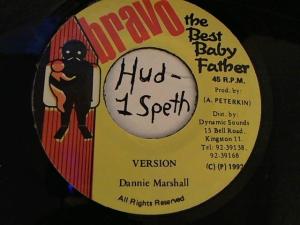 bravo
the
Best
Baby
Father
45 R.P.M.
Prod. by:
(A. PETERKIN)
Dist. by:
Dynamic Sounds
15 Bell Road.
Kingston 11.
Tel: 92-39138.
92-39168
(C) (P)
Hud-
1 Speth
VERSION
Dannie Marshall
All Rights Reserved